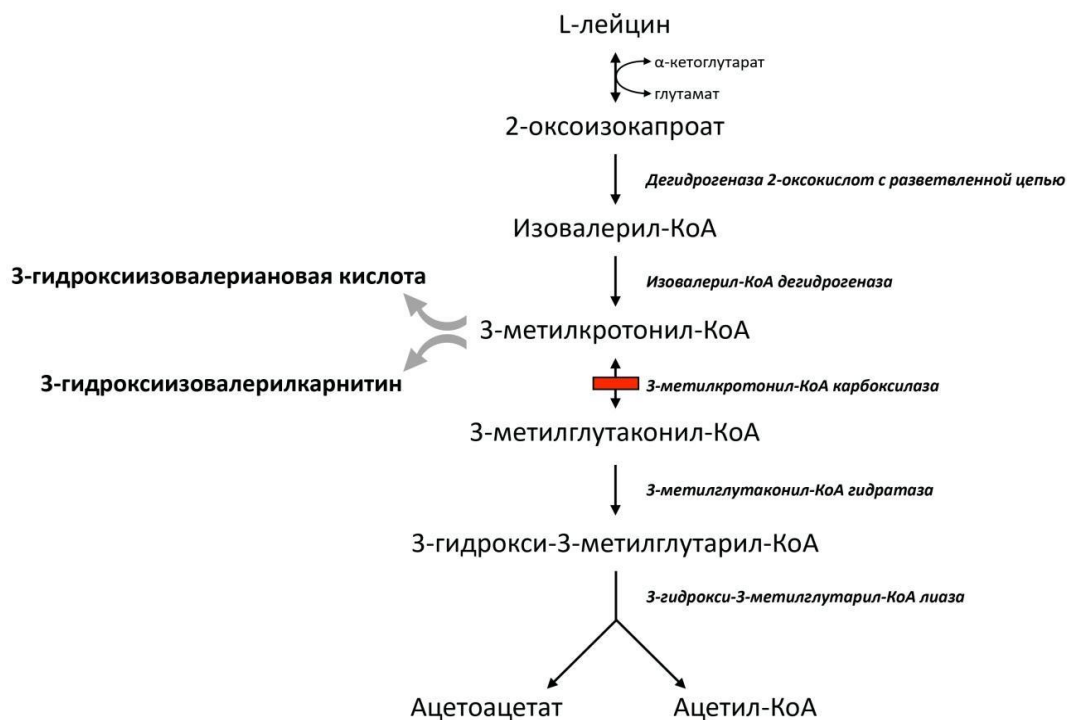 L-лейцин
α-кетоглутарат
глутамат
2-оксоизокапроат
Дегидрогеназа 2-оксокислот с разветвленной цепью
Изовалерил-КоА
3-гидроксиизовалериановая кислота
Изовалерил-КоА дегидрогеназа
3-метилкротонил-КоА
3-гидроксиизовалерилкарнитин
3-метилкротонил-КоА карбоксилаза
3-метилглутаконил-КоА
3-метилглутаконил-КоА гидратаза
3-гидрокси-3-метилглутарил-КоА
3-гидрокси-3-метилглутарил-КоА лиаза
Ацетоацетат
Ацетил-КоА